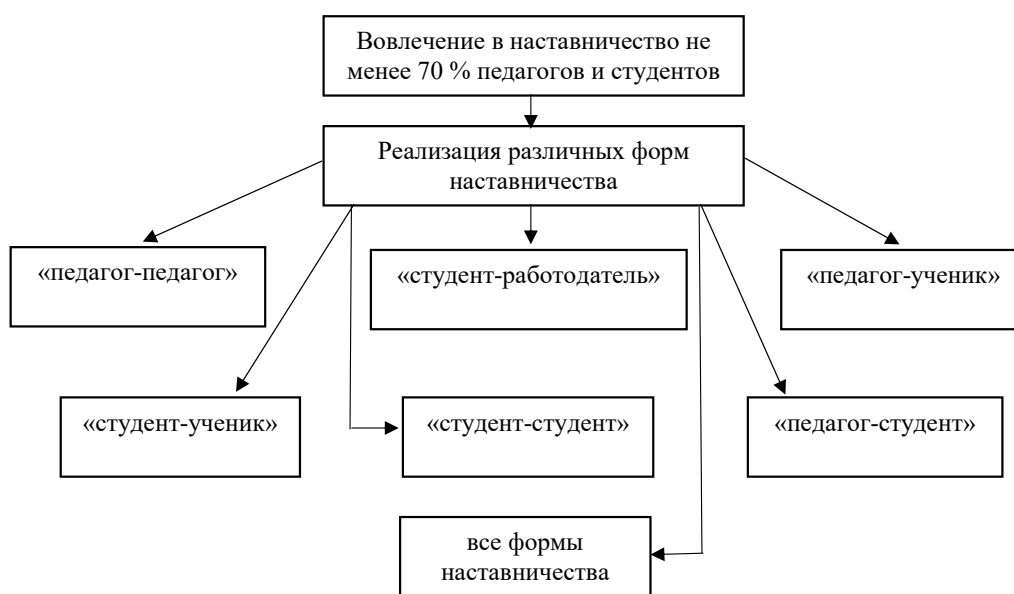 Вовлечение в наставничество не
менее 70 % педагогов и студентов
Реализация различных форм
наставничества
«педагог-педагог»
«студент-работодатель»
«педагог-ученик»
«студент-ученик»
«студент-студент»
«педагог-студент»
все формы
наставничества